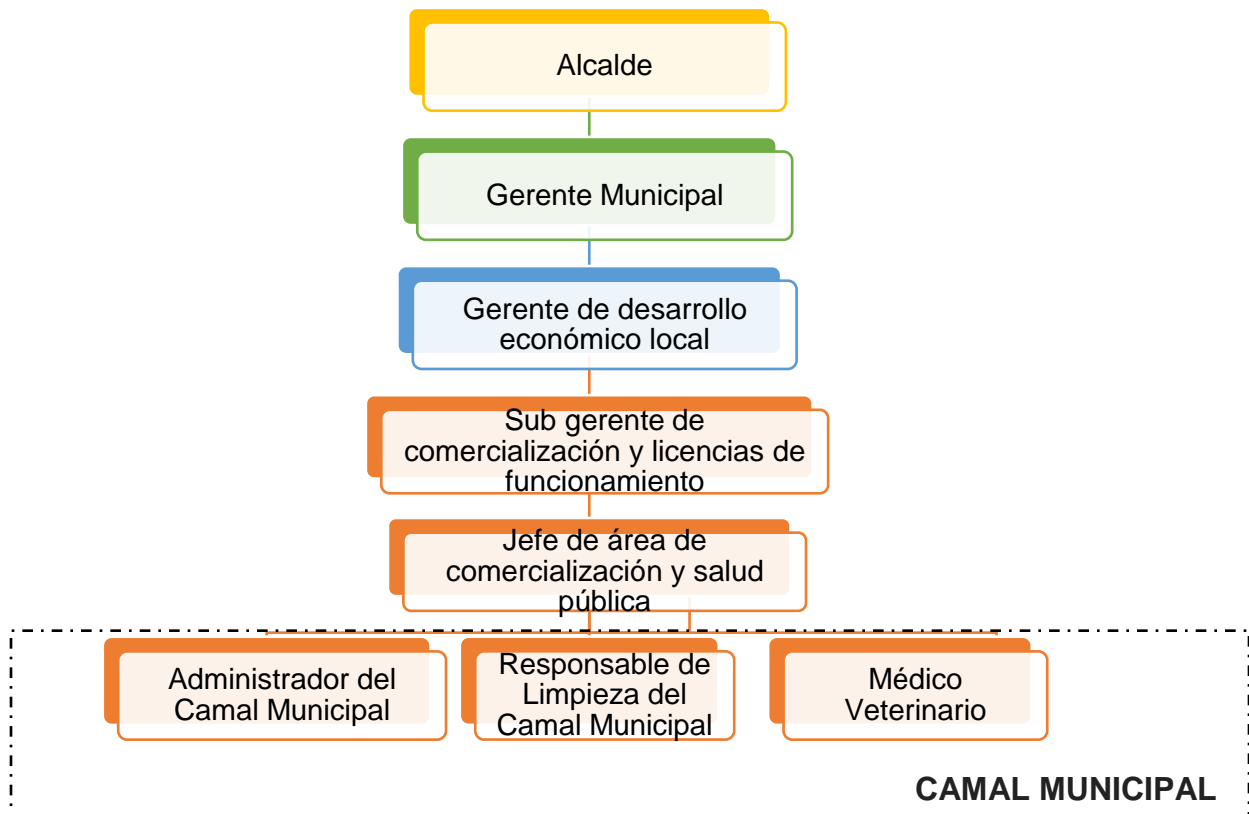 Alcalde
Gerente Municipal
Gerente de desarrollo
económico local
Sub gerente de
comercialización y licencias de
funcionamiento
Jefe de área de
comercialización y salud
pública
Administrador del
Camal Municipal
Responsable de
Limpieza del
Camal Municipal
Médico
Veterinario
CAMAL MUNICIPAL